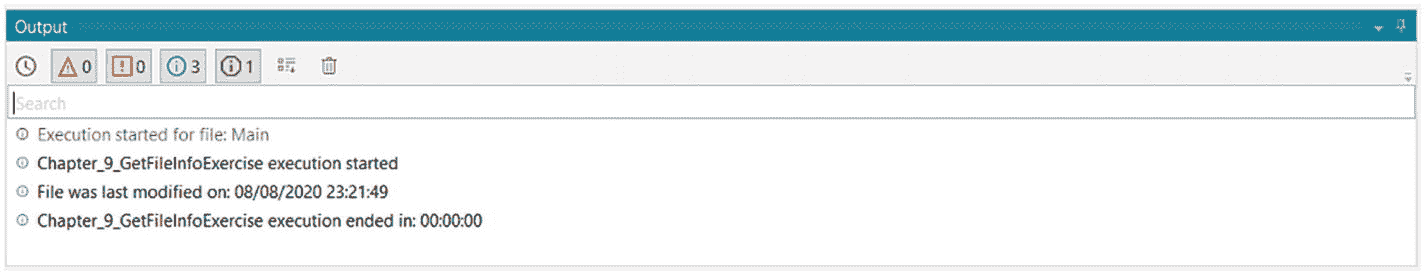 Output
0 0 3 1
Search
Execution started for file: Main
Chapter_9_GetFileInfoExercise execution started
File was last modified on: 08/08/2020 23:21:49
Chapter_9_GetFileInfoExercise execution ended in: 00:00:00